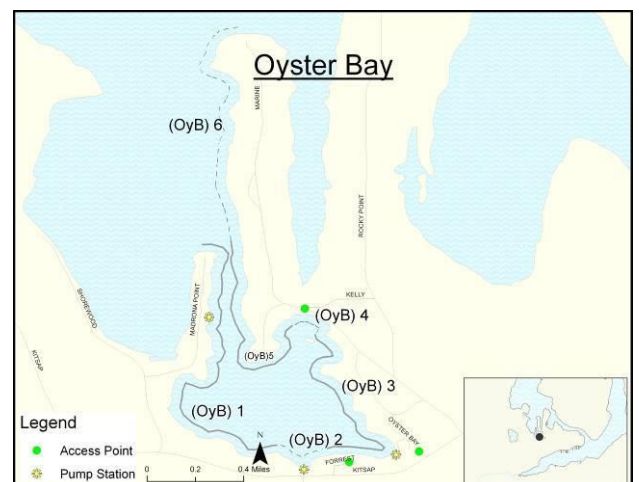 Oyster Bay
MARINE
(OyB) 6
ROCKY POINT
SHOREWOOD
MADRONA POINT
KELLY
(OyB) 4
KITSAP
(OyB)5
(OyB) 3
(OyB) 1
OYSTER BAY
(OyB) 2
Legend
N
Access Point
FORREST
KITSAP
Pump Station
0 0.2 0.4 Miles